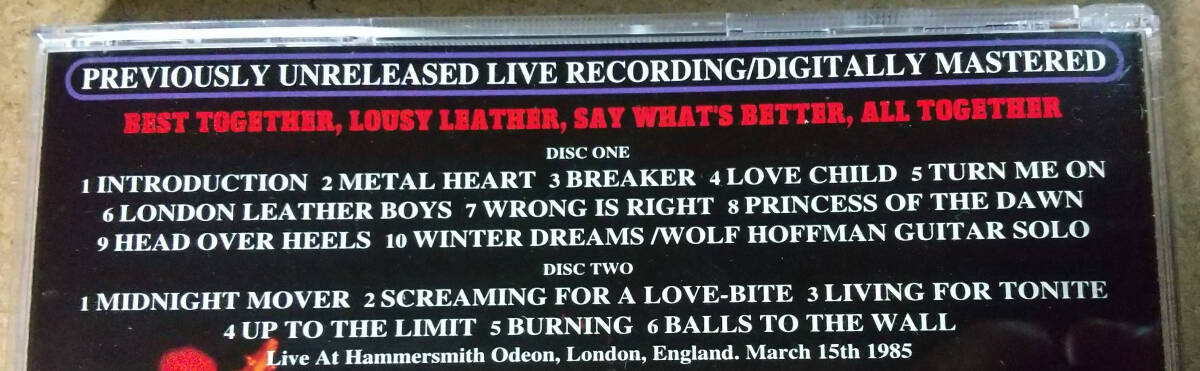 PREVIOUSLY UNRELEASED LIVE RECORDING/DIGITALLY MASTERED
BEST TOGETHER, LOUSY LEATHER, SAY WHAT'S BETTER, ALL TOGETHER
DISC ONE
1 INTRODUCTION 2 METAL HEART 3 BREAKER 4 LOVE CHILD 5 TURN ME ON
6 LONDON LEATHER BOYS 7 WRONG IS RIGHT 8 PRINCESS OF THE DAWN
9 HEAD OVER HEELS 10 WINTER DREAMS /WOLF HOFFMAN GUITAR SOLO
DISC TWO
1 MIDNIGHT MOVER 2 SCREAMING FOR A LOVE-BITE 3 LIVING FOR TONITE
4 UP TO THE LIMIT 5 BURNING 6 BALLS TO THE WALL
Live At Hammersmith Odeon, London, England. March 15th 1985